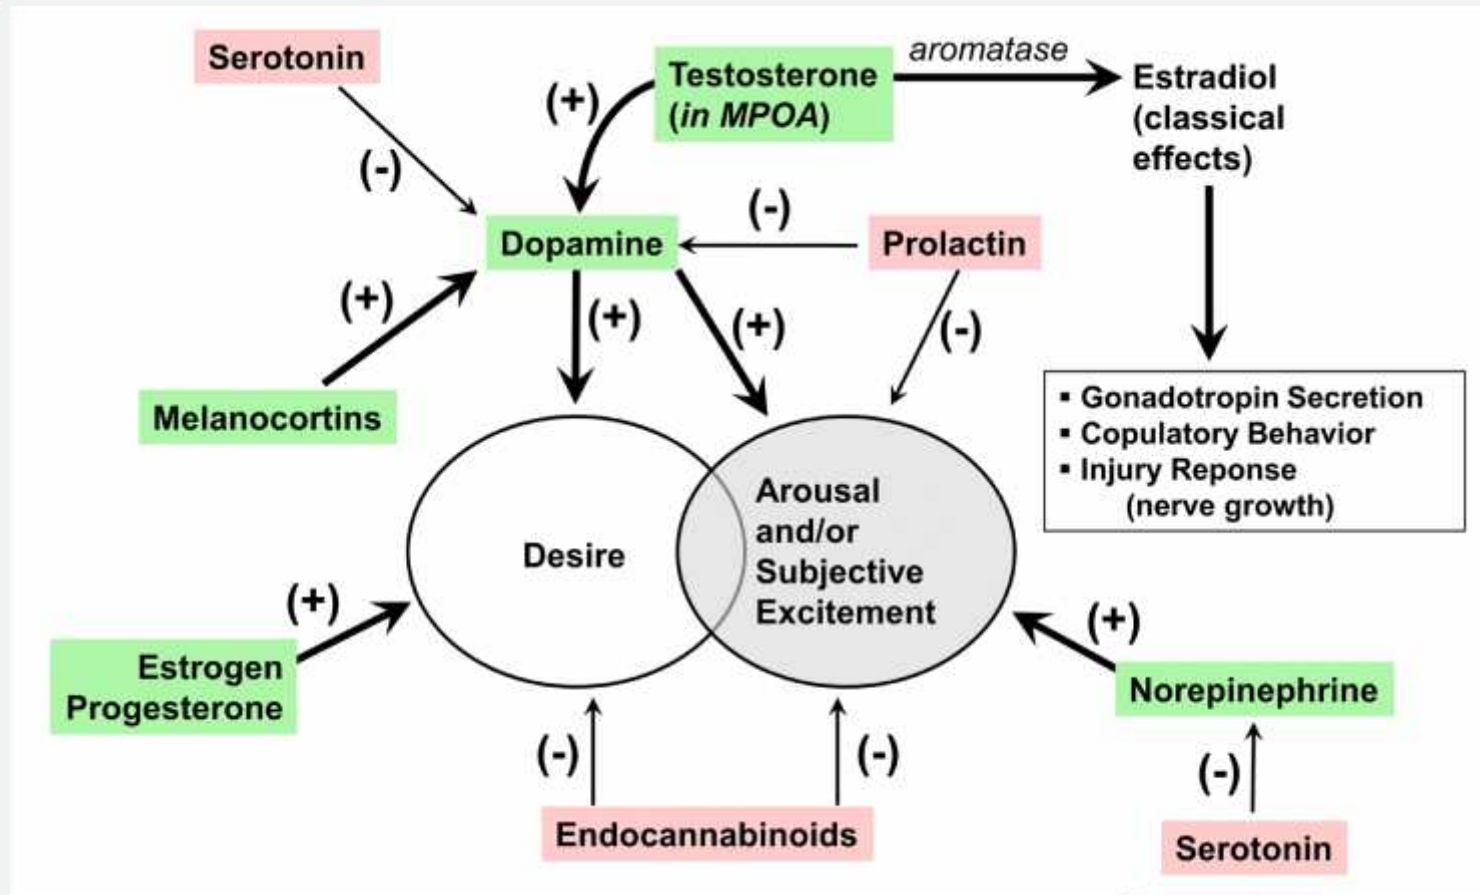 Serotonin
Testosterone
(in MPOA)
aromatase
Estradiol
(classical
effects)
(+)
(-)
Dopamine
(-)
Prolactin
(+)
(+)
(+)
(-)
Melanocortins
▪ Gonadotropin Secretion
▪ Copulatory Behavior
▪ Injury Reponse
(nerve growth)
Desire
Arousal
and/or
Subjective
Excitement
(+)
Estrogen
Progesterone
(+)
Norepinephrine
(-)
(-)
(-)
Endocannabinoids
Serotonin